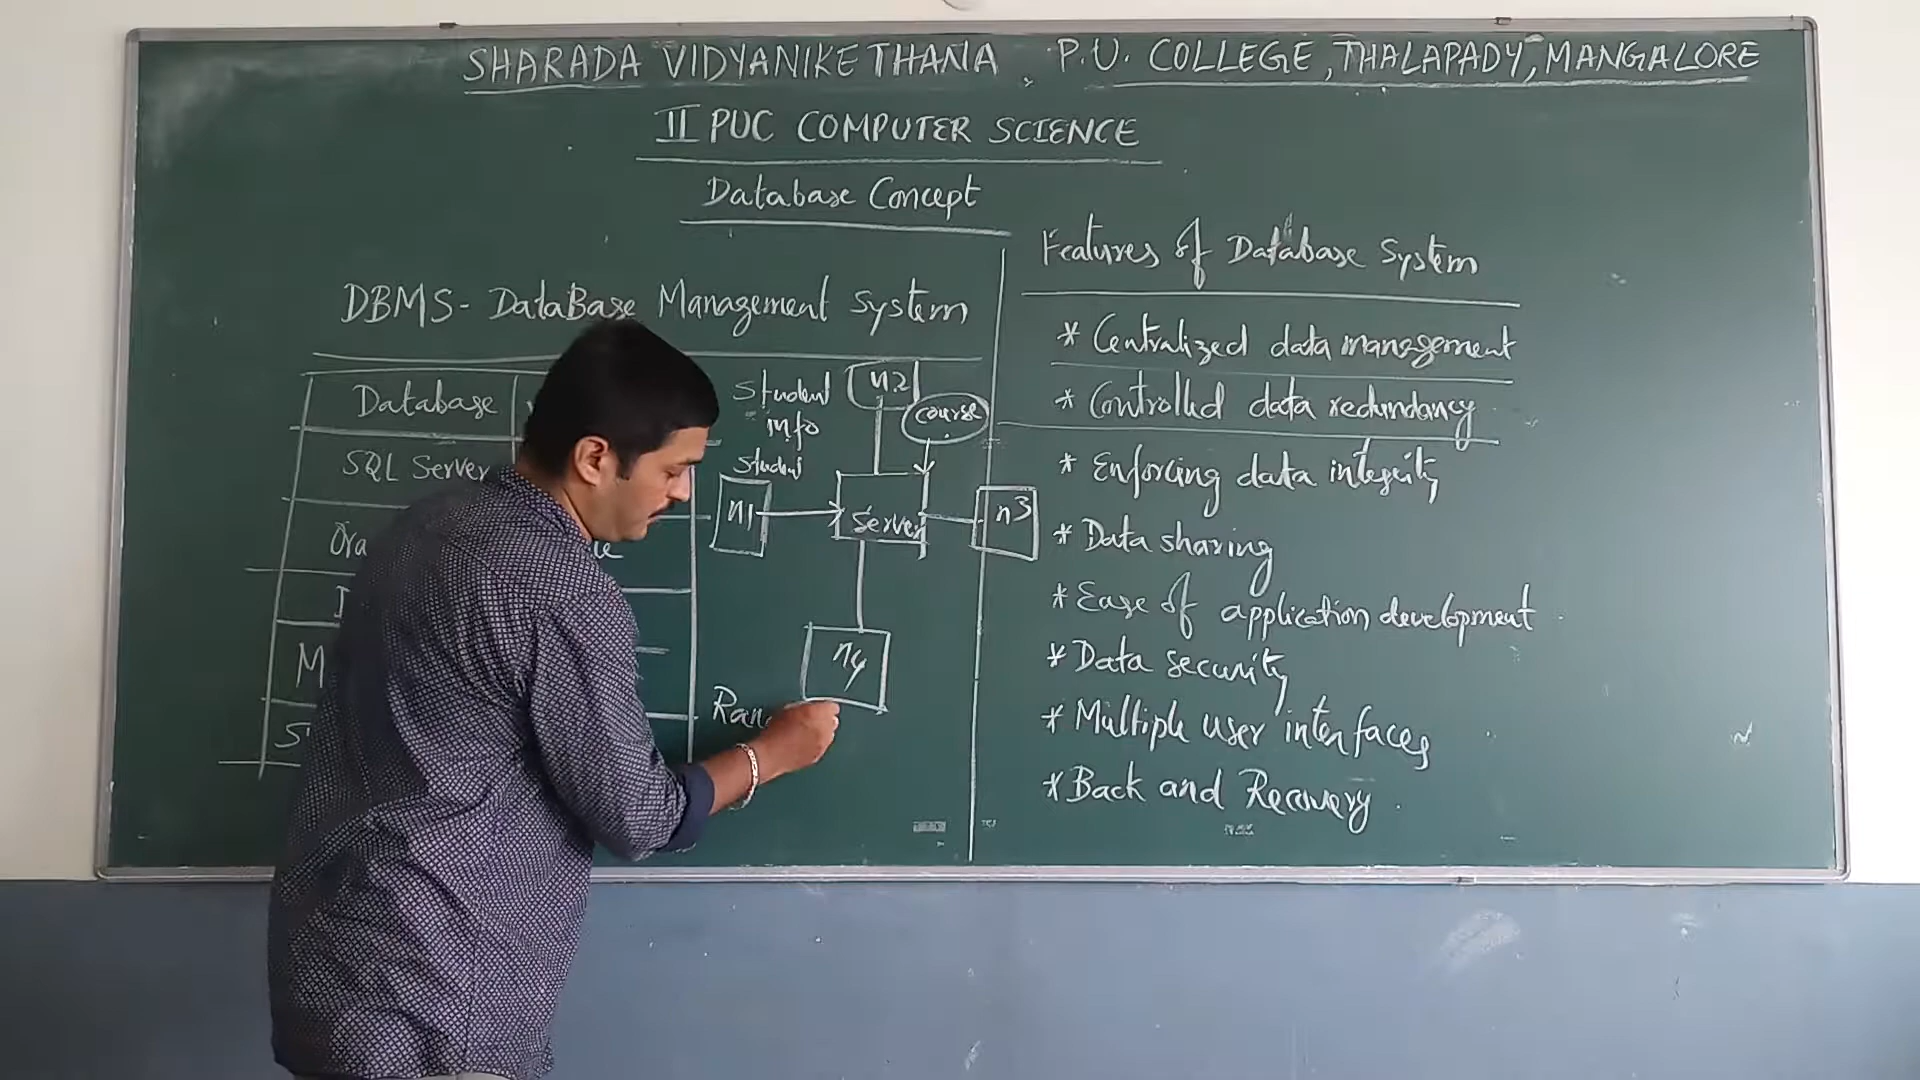 SHARADA VIDYANIKETHANA, P.U. COLLEGE, THALAPADY, MANGALORE
II PUC COMPUTER SCIENCE
Database Concept
DBMS - DataBase Management System
Database
SQL Server
Student
info
Student
n1
n2
course
Server
n3
n4
Features of Database System
* Centralized data management
* Controlled data redundancy
* Enforcing data integrity
* Data sharing
* Ease of application development
* Data security
* Multiple user interfaces
* Back and Recovery